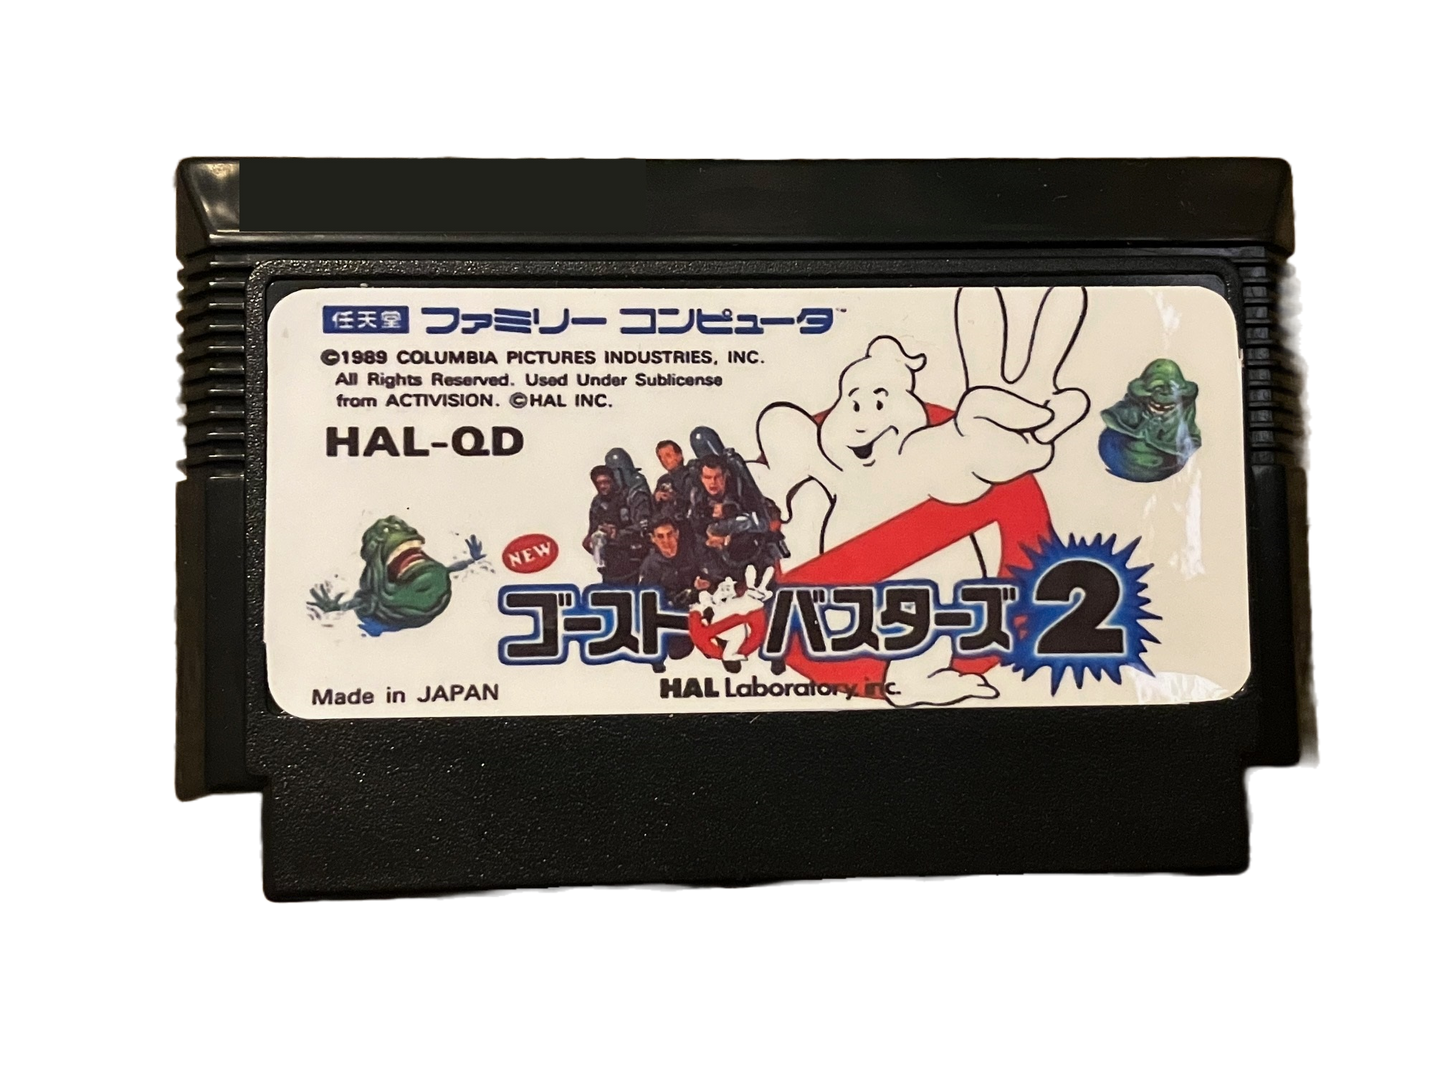 任天堂 ファミリー コンピュータ™
©1989 COLUMBIA PICTURES INDUSTRIES, INC.
All Rights Reserved. Used Under Sublicense
from ACTIVISION. ©HAL INC.
HAL-QD
NEW
ゴーストバスターズ2
Made in JAPAN
HAL Laboratory, inc.